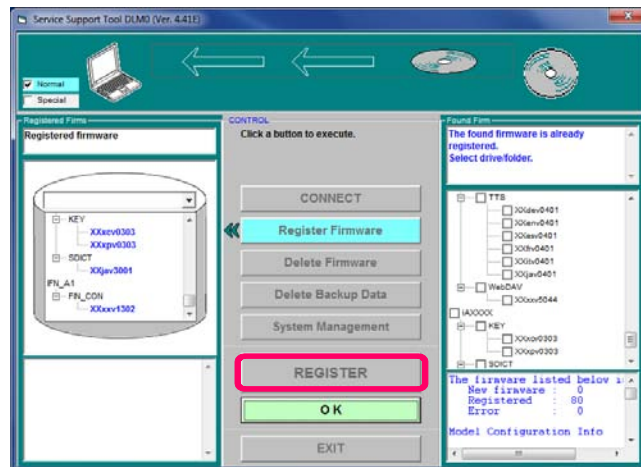 Service Support Tool DLM0 (Ver. 4.41E)
Normal
Special
Registered Firms
Registered firmware
KEY
XXxcv0303
XXxpv0303
SDICT
XXjav3001
IFN_A1
FIN_CON
XXxxv1302
CONTROL
Click a button to execute.
CONNECT
Register Firmware
Delete Firmware
Delete Backup Data
System Management
REGISTER
OK
EXIT
Found Firm
The found firmware is already
registered.
Select drive/folder.
TTB
XXdev0401
XXenv0401
XXesv0401
XXfrv0401
XXitv0401
XXjav0401
WebDAV
XXxxv5044
iAXXXX
KEY
XXxcv0303
XXxpv0303
SDICT
The firmware listed below i
New firmware : 0
Registered : 80
Error : 0
Model Configuration Info